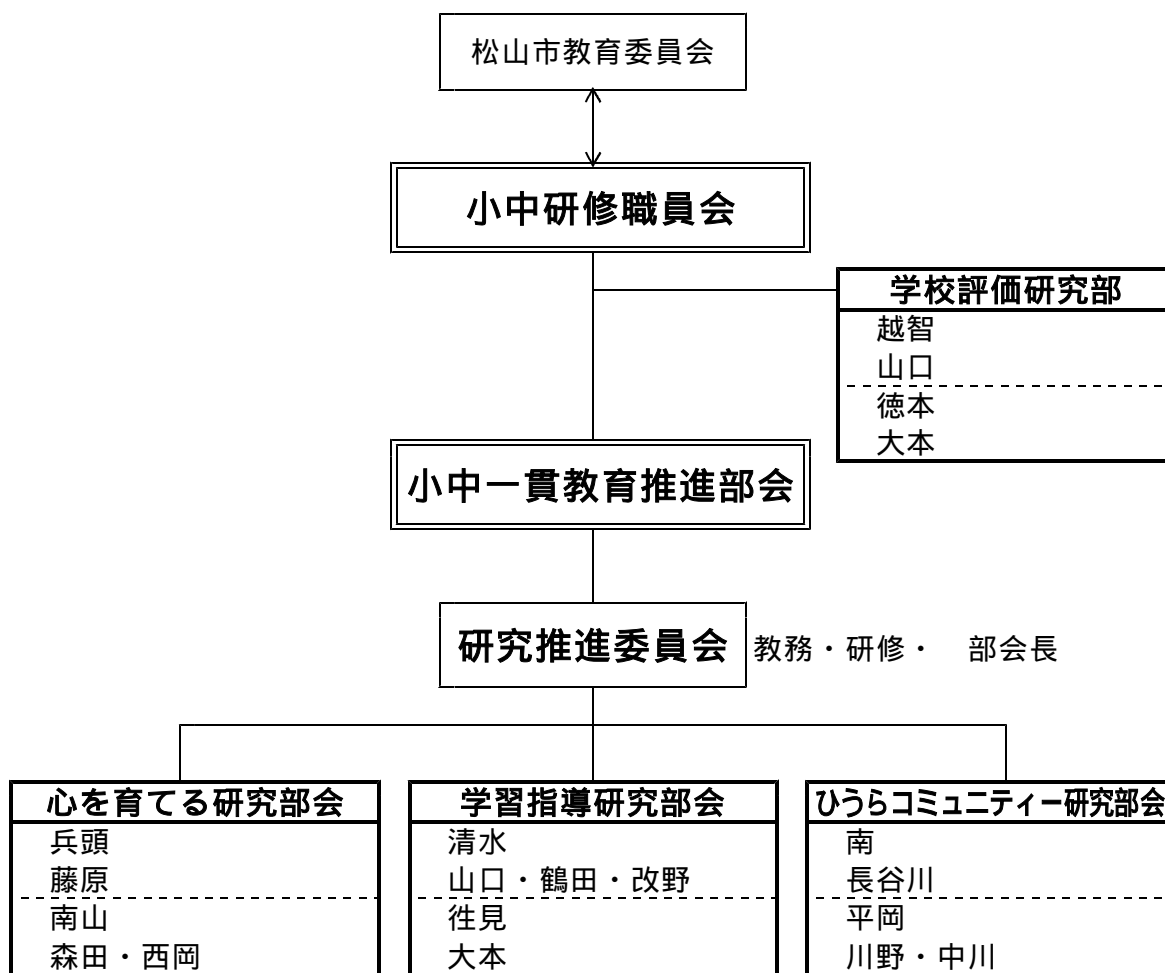 松山市教育委員会
小中研修職員会
学校評価研究部
越智
山口
徳本
大本
小中一貫教育推進部会
研究推進委員会
教務・研修・　部会長
心を育てる研究部会
兵頭
藤原
南山
森田・西岡
学習指導研究部会
清水
山口・鶴田・改野
徃見
大本
ひうらコミュニティー研究部会
南
長谷川
平岡
川野・中川